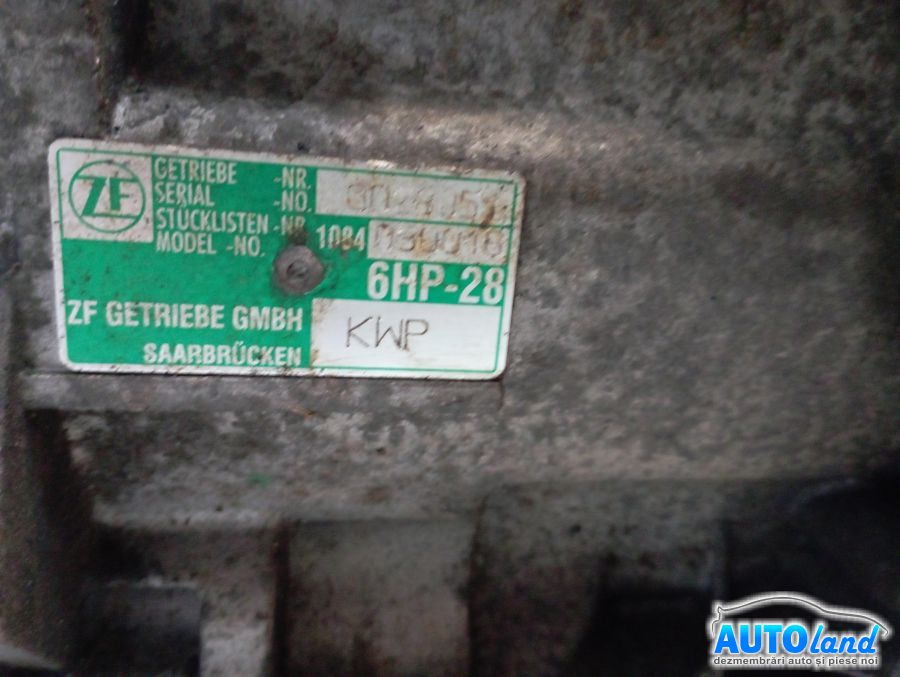 ZF
GETRIEBE -NR.
SERIAL -NO.
STÜCKLISTEN -NR.
MODEL -NO. 1084
6HP-28
ZF GETRIEBE GMBH
KWP
SAARBRÜCKEN
AUTOland
dezmembrări auto și piese noi